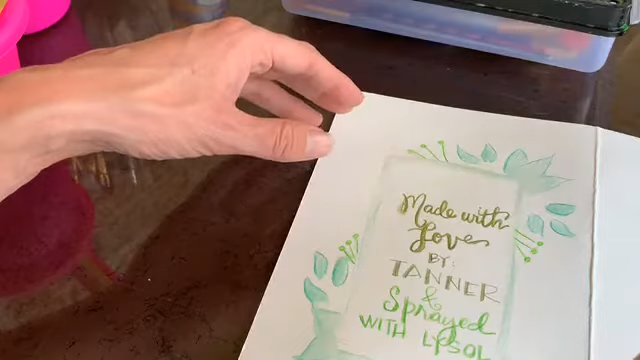 Made with
Love
BY:
TANNER
&
Sprayed
WITH LYSOL